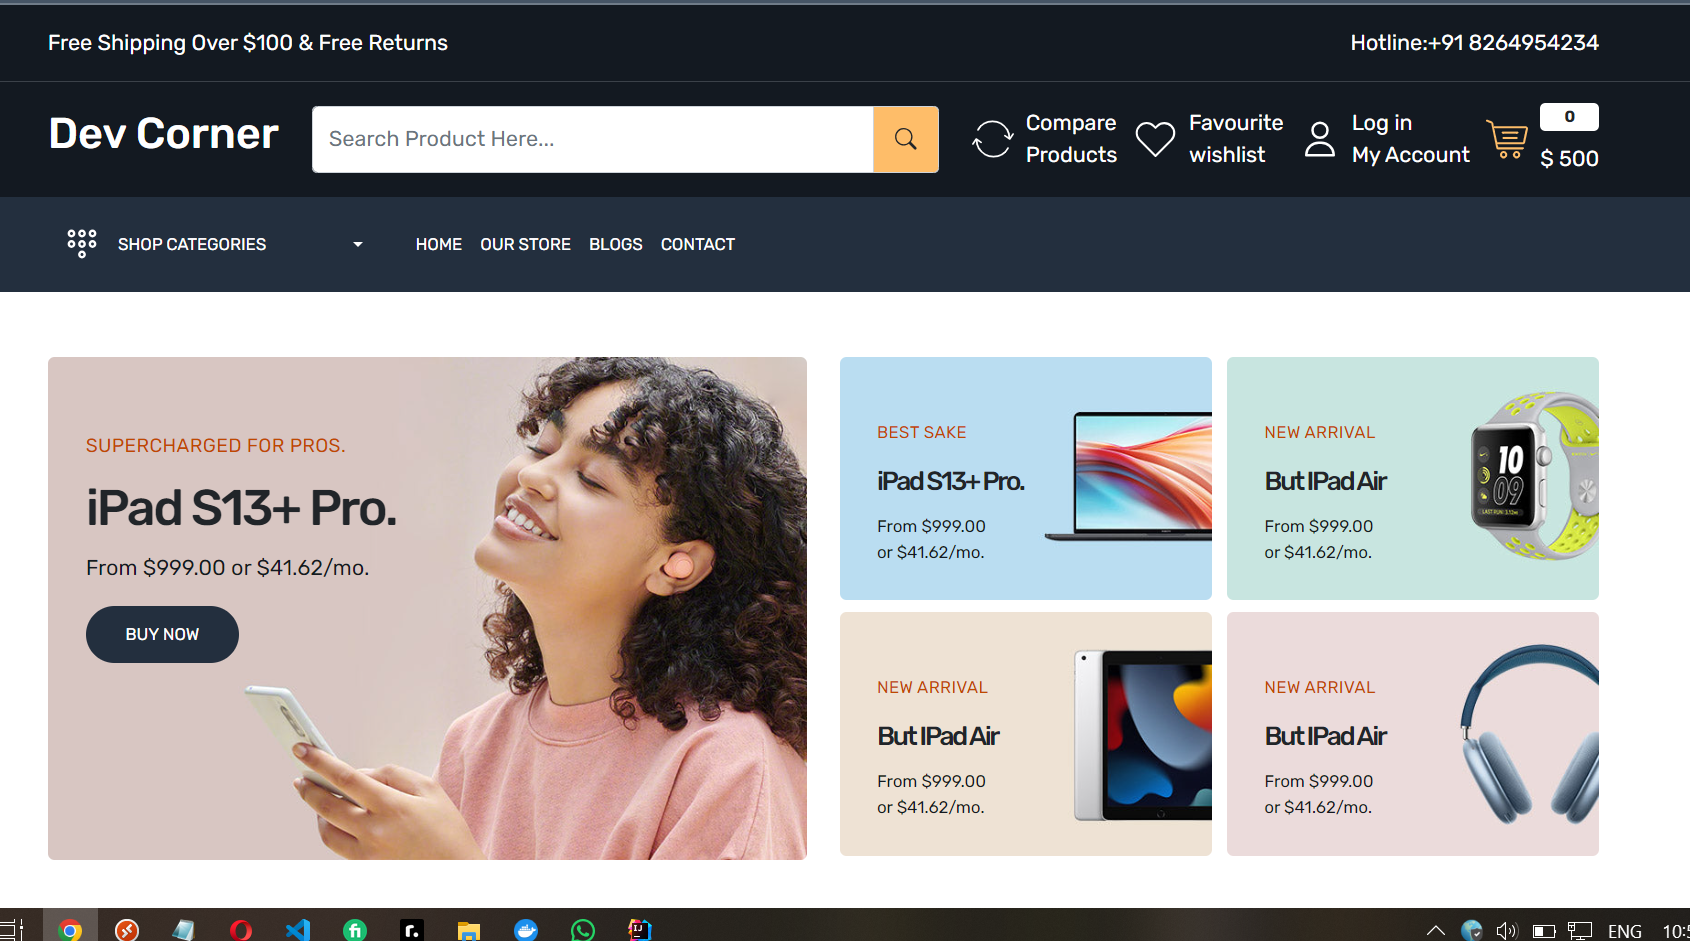 Free Shipping Over $100 & Free Returns
Hotline:+91 8264954234
Dev Corner
Search Product Here...
Compare
Products
Favourite
wishlist
Log in
My Account
0
$ 500
SHOP CATEGORIES
HOME
OUR STORE
BLOGS
CONTACT
SUPERCHARGED FOR PROS.
iPad S13+ Pro.
From $999.00 or $41.62/mo.
BUY NOW
BEST SAKE
iPad S13+ Pro.
From $999.00
or $41.62/mo.
NEW ARRIVAL
But IPad Air
From $999.00
or $41.62/mo.
10
09
NEW ARRIVAL
But IPad Air
From $999.00
or $41.62/mo.
NEW ARRIVAL
But IPad Air
From $999.00
or $41.62/mo.
ENG